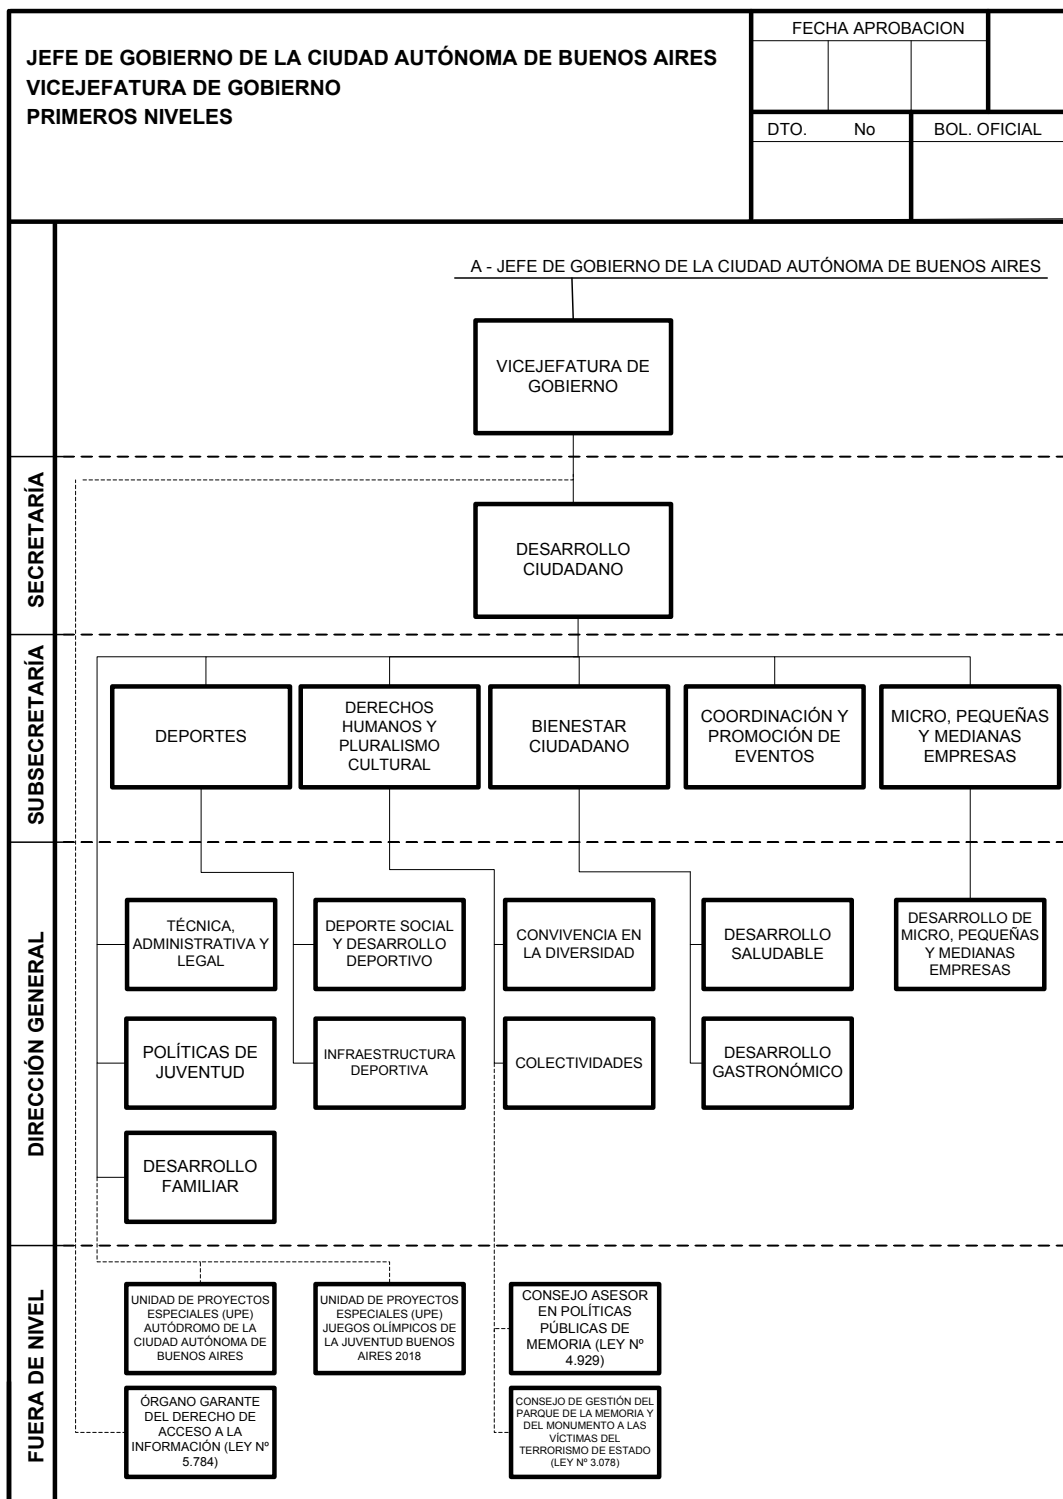 JEFE DE GOBIERNO DE LA CIUDAD AUTÓNOMA DE BUENOS AIRES
VICEJEFATURA DE GOBIERNO
PRIMEROS NIVELES
FECHA APROBACION
DTO. No
BOL. OFICIAL
A - JEFE DE GOBIERNO DE LA CIUDAD AUTÓNOMA DE BUENOS AIRES
VICEJEFATURA DE
GOBIERNO
SECRETARÍA
DESARROLLO
CIUDADANO
SUBSECRETARÍA
DEPORTES
DERECHOS
HUMANOS Y
PLURALISMO
CULTURAL
BIENESTAR
CIUDADANO
COORDINACIÓN Y
PROMOCIÓN DE
EVENTOS
MICRO, PEQUEÑAS
Y MEDIANAS
EMPRESAS
DIRECCIÓN GENERAL
TÉCNICA,
ADMINISTRATIVA Y
LEGAL
DEPORTE SOCIAL
Y DESARROLLO
DEPORTIVO
CONVIVENCIA EN
LA DIVERSIDAD
DESARROLLO
SALUDABLE
DESARROLLO DE
MICRO, PEQUEÑAS
Y MEDIANAS
EMPRESAS
POLÍTICAS DE
JUVENTUD
INFRAESTRUCTURA
DEPORTIVA
COLECTIVIDADES
DESARROLLO
GASTRONÓMICO
DESARROLLO
FAMILIAR
FUERA DE NIVEL
UNIDAD DE PROYECTOS
ESPECIALES (UPE)
AUTÓDROMO DE LA
CIUDAD AUTÓNOMA DE
BUENOS AIRES
UNIDAD DE PROYECTOS
ESPECIALES (UPE)
JUEGOS OLÍMPICOS DE
LA JUVENTUD BUENOS
AIRES 2018
CONSEJO ASESOR
EN POLÍTICAS
PÚBLICAS DE
MEMORIA (LEY Nº
4.929)
ÓRGANO GARANTE
DEL DERECHO DE
ACCESO A LA
INFORMACIÓN (LEY Nº
5.784)
CONSEJO DE GESTIÓN DEL
PARQUE DE LA MEMORIA Y
DEL MONUMENTO A LAS
VÍCTIMAS DEL
TERRORISMO DE ESTADO
(LEY Nº 3.078)